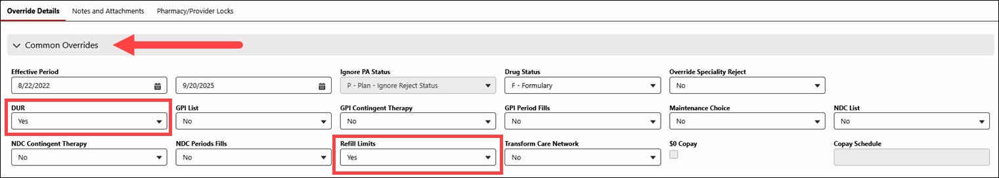 Override Details Notes and Attachments Pharmacy/Provider Locks
Common Overrides
Effective Period Ignore PA Status Drug Status Override Speciality Reject
8/22/2022 9/20/2025 P - Plan - Ignore Reject Status F - Formulary No
DUR GPI List GPI Contingent Therapy GPI Period Fills Maintenance Choice NDC List
Yes No No No No No
NDC Contingent Therapy NDC Periods Fills Refill Limits Transform Care Network $0 Copay Copay Schedule
No No Yes No